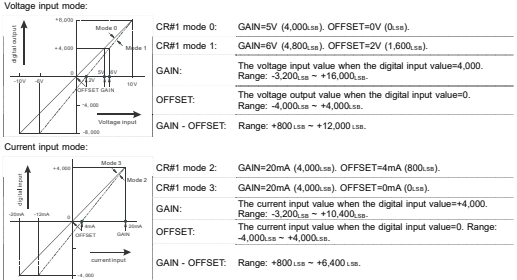 Voltage input mode:
digital output
+8,000
Mode 0
+4,000
Mode 1
5V 6V
-10V -6V
0
2V
10V
OFFSET GAIN
-4,000
Voltage input
-8,000
CR#1 mode 0: GAIN=5V (4,000LSB). OFFSET=0V (0LSB).
CR#1 mode 1: GAIN=6V (4,800LSB). OFFSET=2V (1,600LSB).
GAIN: The voltage input value when the digital input value=4,000.
Range: -3,200LSB ~ +16,000LSB.
OFFSET: The voltage output value when the digital input value=0.
Range: -4,000LSB ~ +4,000LSB.
GAIN - OFFSET: Range: +800LSB ~ +12,000LSB.
Current input mode:
digital input
Mode 3
+4,000
Mode 2
-20mA -12mA
0
4mA
20mA
OFFSET
GAIN
current input
-4,000
CR#1 mode 2: GAIN=20mA (4,000LSB). OFFSET=4mA (800LSB).
CR#1 mode 3: GAIN=20mA (4,000LSB). OFFSET=0mA (0LSB).
GAIN: The current input value when the digital input value=+4,000.
Range: -3,200LSB ~ +10,400LSB.
OFFSET: The current input value when the digital input value=0. Range:
-4,000LSB ~ +4,000LSB.
GAIN - OFFSET: Range: +800LSB ~ +6,400LSB.